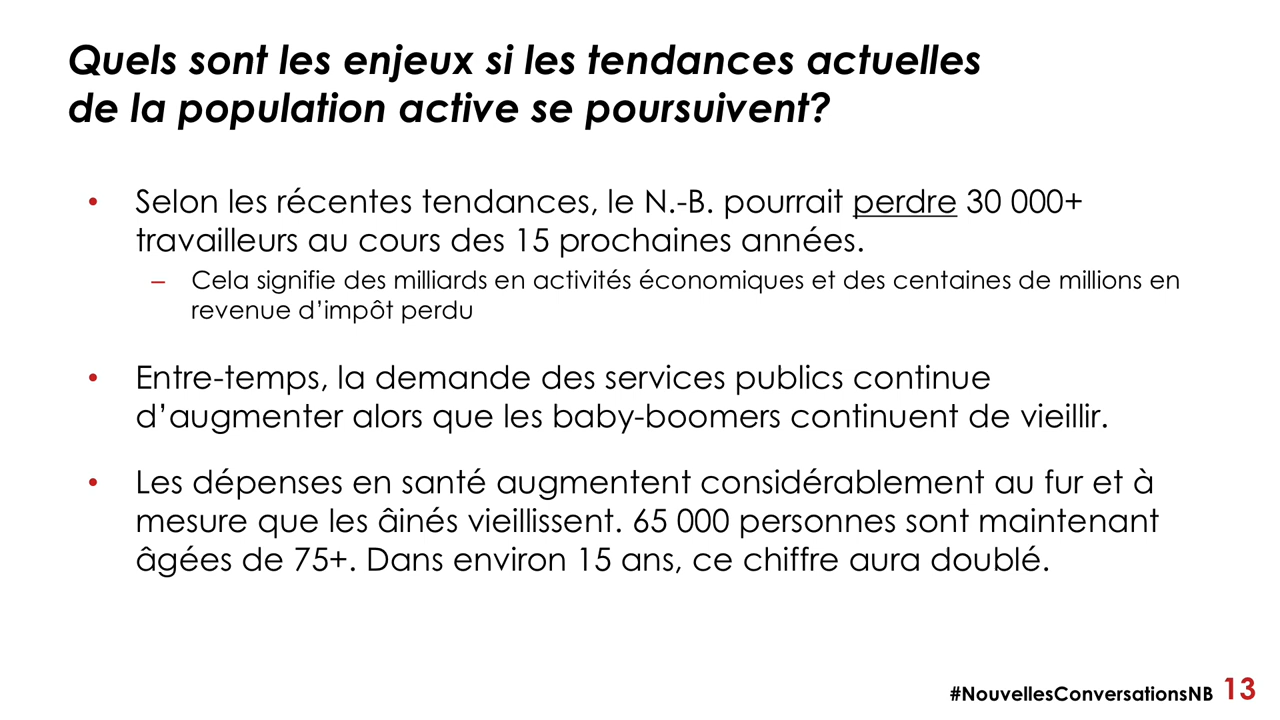 Quels sont les enjeux si les tendances actuelles
de la population active se poursuivent?
• Selon les récentes tendances, le N.-B. pourrait perdre 30 000+
travailleurs au cours des 15 prochaines années.
– Cela signifie des milliards en activités économiques et des centaines de millions en
revenue d’impôt perdu
• Entre-temps, la demande des services publics continue
d’augmenter alors que les baby-boomers continuent de vieillir.
• Les dépenses en santé augmentent considérablement au fur et à
mesure que les âinés vieillissent. 65 000 personnes sont maintenant
âgées de 75+. Dans environ 15 ans, ce chiffre aura doublé.
#NouvellesConversationsNB 13